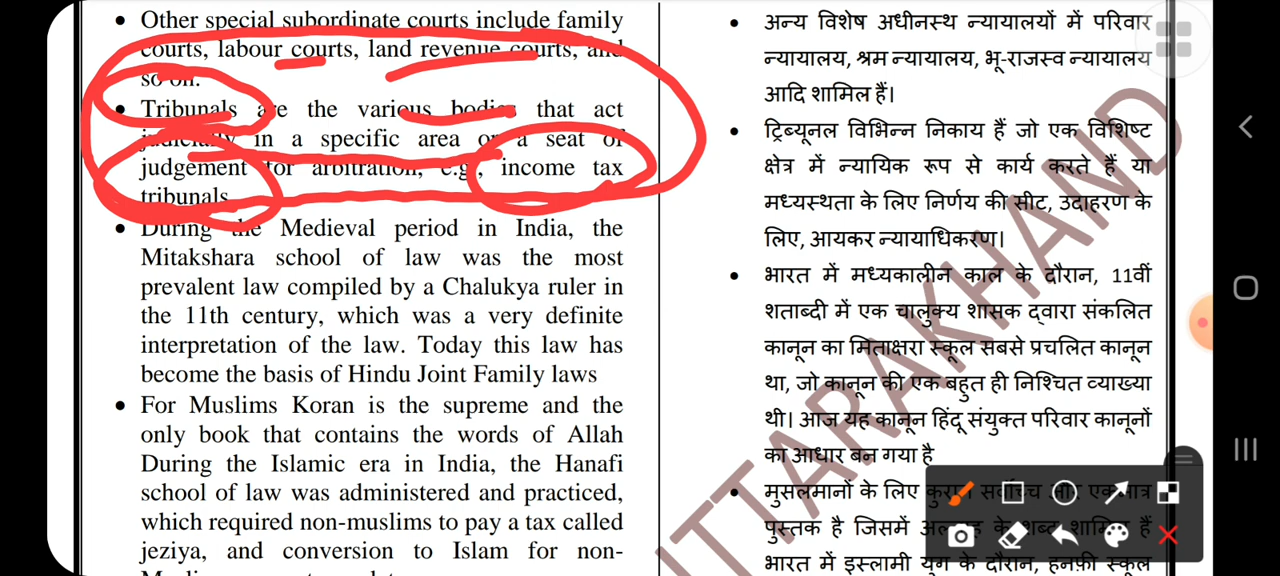 • Other special subordinate courts include family
courts, labour courts, land revenue courts, and
so on.
• Tribunals are the various bodies that act
judicially in a specific area or a seat of
judgement for arbitration, e.g., income tax
tribunals.
• During the Medieval period in India, the
Mitakshara school of law was the most
prevalent law compiled by a Chalukya ruler in
the 11th century, which was a very definite
interpretation of the law. Today this law has
become the basis of Hindu Joint Family laws
• For Muslims Koran is the supreme and the
only book that contains the words of Allah
During the Islamic era in India, the Hanafi
school of law was administered and practiced,
which required non-muslims to pay a tax called
jeziya, and conversion to Islam for non-
• अन्य विशेष अधीनस्थ न्यायालयों में परिवार
न्यायालय, श्रम न्यायालय, भू-राजस्व न्यायालय
आदि शामिल हैं।
• ट्रिब्यूनल विभिन्न निकाय हैं जो एक विशिष्ट
क्षेत्र में न्यायिक रूप से कार्य करते हैं या
मध्यस्थता के लिए निर्णय की सीट, उदाहरण के
लिए, आयकर न्यायाधिकरण।
• भारत में मध्यकालीन काल के दौरान, 11वीं
शताब्दी में एक चालुक्य शासक द्वारा संकलित
कानून का मिताक्षरा स्कूल सबसे प्रचलित कानून
था, जो कानून की एक बहुत ही निश्चित व्याख्या
थी। आज यह कानून हिंदू संयुक्त परिवार कानूनों
का आधार बन गया है
• मुसलमानों के लिए कुरान सर्वोच्च और एकमात्र
पुस्तक है जिसमें अल्लाह के शब्द शामिल हैं
भारत में इस्लामी युग के दौरान, हनफ़ी स्कूल
UTTARAKHAND